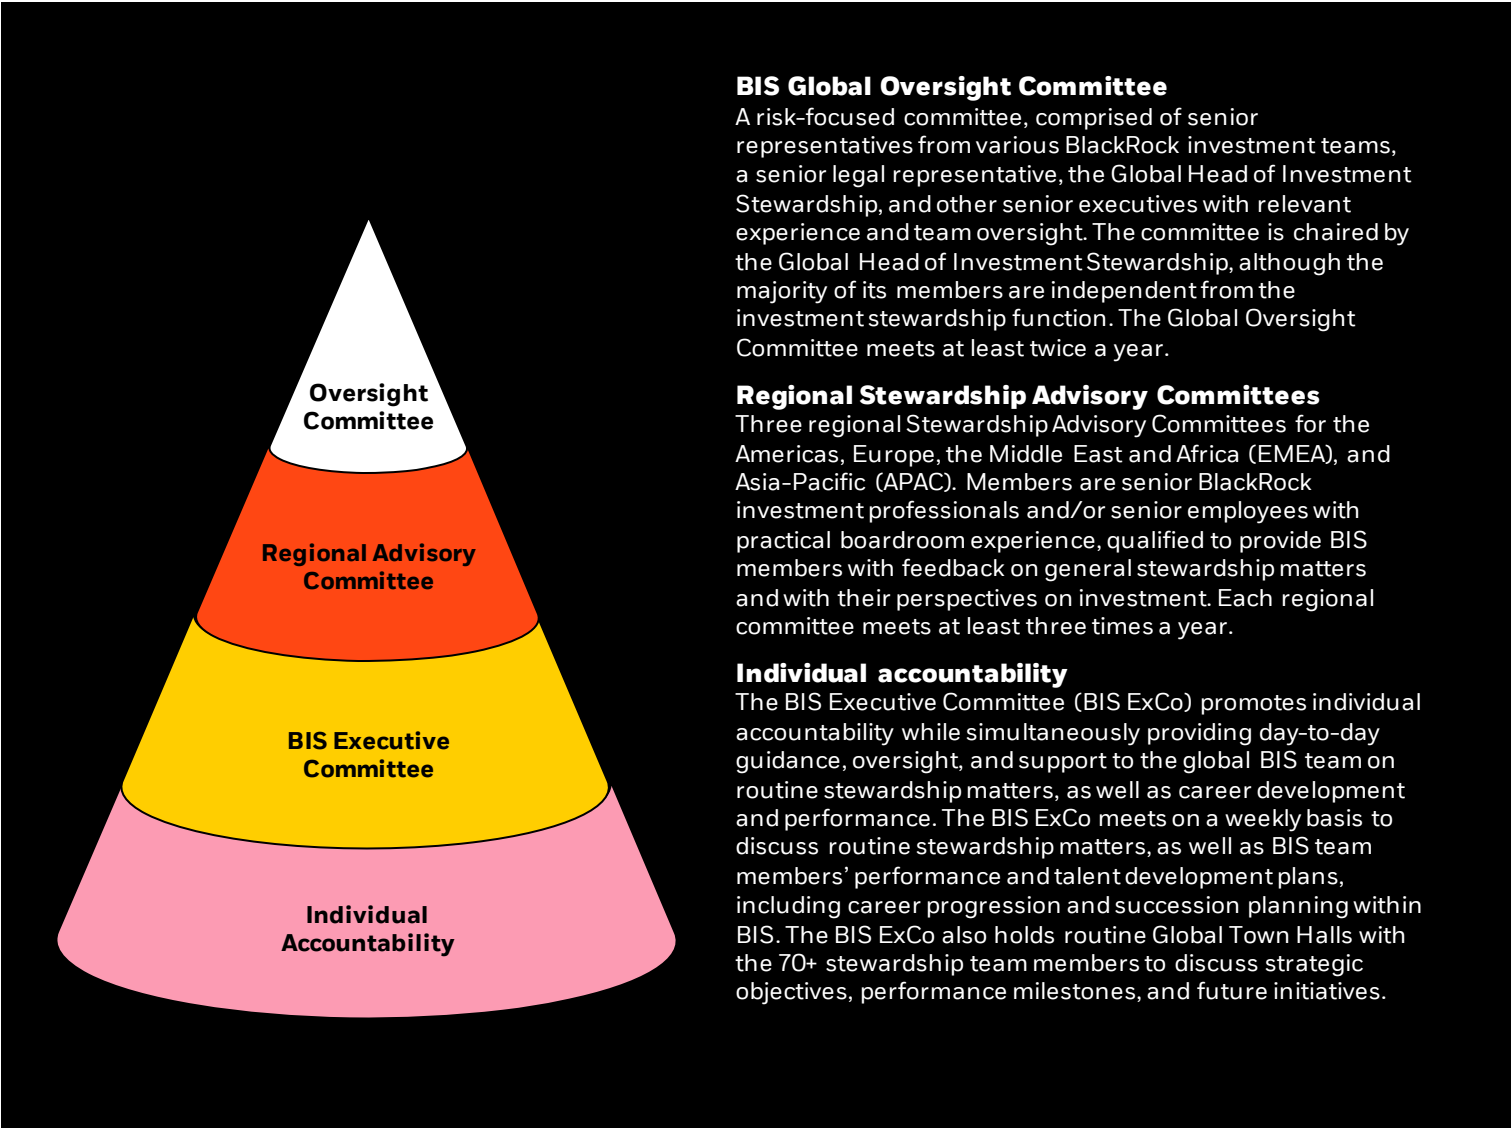 Oversight
Committee
Regional Advisory
Committee
BIS Executive
Committee
Individual
Accountability
BIS Global Oversight Committee
A risk-focused committee, comprised of senior
representatives from various BlackRock investment teams,
a senior legal representative, the Global Head of Investment
Stewardship, and other senior executives with relevant
experience and team oversight. The committee is chaired by
the Global Head of Investment Stewardship, although the
majority of its members are independent from the
investment stewardship function. The Global Oversight
Committee meets at least twice a year.
Regional Stewardship Advisory Committees
Three regional Stewardship Advisory Committees for the
Americas, Europe, the Middle East and Africa (EMEA), and
Asia-Pacific (APAC). Members are senior BlackRock
investment professionals and/or senior employees with
practical boardroom experience, qualified to provide BIS
members with feedback on general stewardship matters
and with their perspectives on investment. Each regional
committee meets at least three times a year.
Individual accountability
The BIS Executive Committee (BIS ExCo) promotes individual
accountability while simultaneously providing day-to-day
guidance, oversight, and support to the global BIS team on
routine stewardship matters, as well as career development
and performance. The BIS ExCo meets on a weekly basis to
discuss routine stewardship matters, as well as BIS team
members’ performance and talent development plans,
including career progression and succession planning within
BIS. The BIS ExCo also holds routine Global Town Halls with
the 70+ stewardship team members to discuss strategic
objectives, performance milestones, and future initiatives.